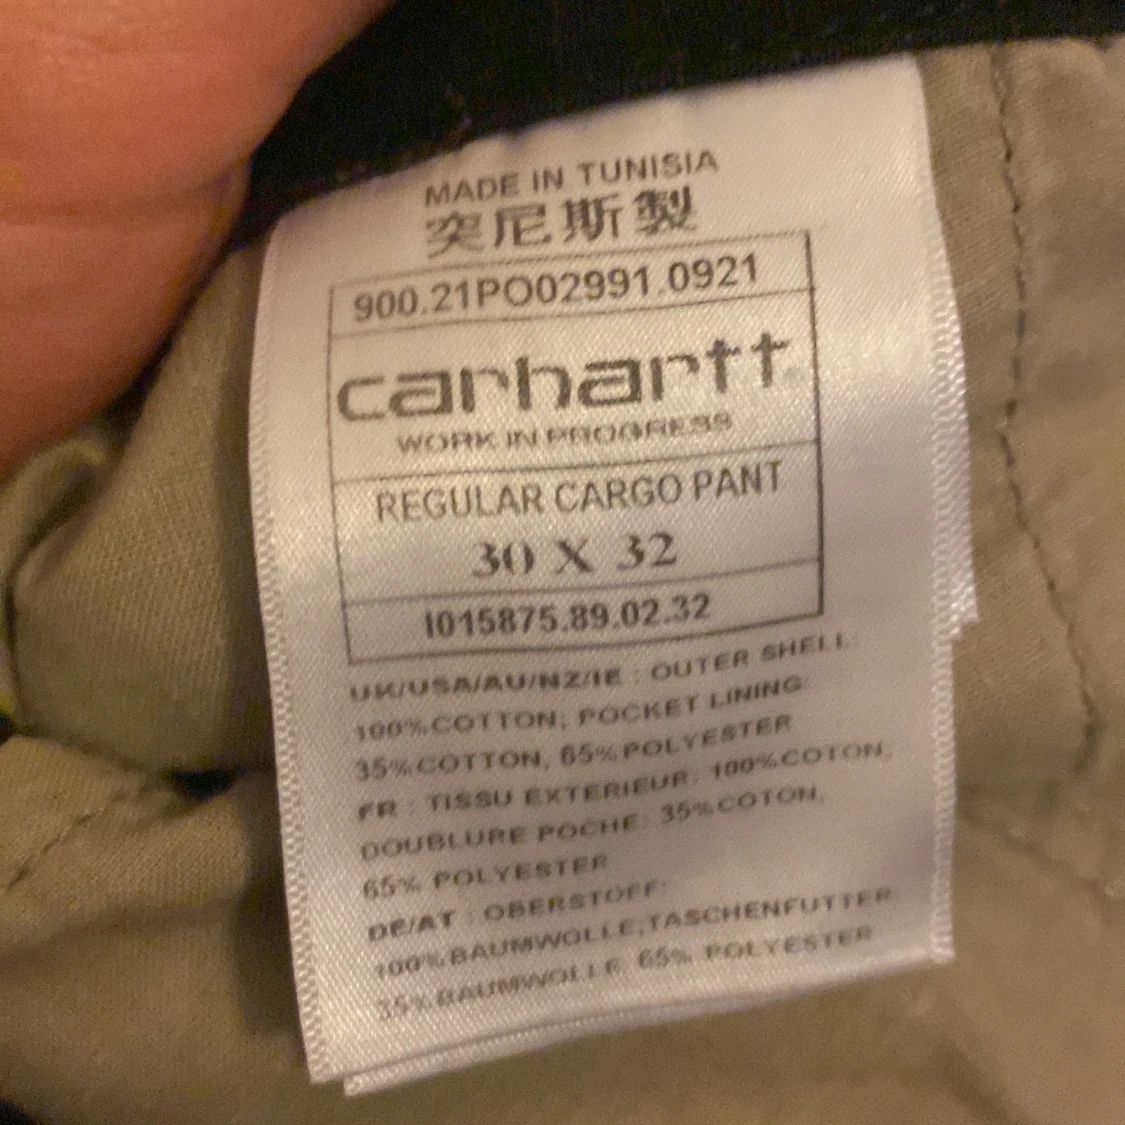 MADE IN TUNISIA
突尼斯製
900.21PO02991.0921
carhartt
WORK IN PROGRESS
REGULAR CARGO PANT
30 X 32
I015875.89.02.32
UK/USA/AU/NZ/IE : OUTER SHELL:
100%COTTON; POCKET LINING:
35%COTTON, 65%POLYESTER
FR : TISSU EXTERIEUR: 100%COTON,
DOUBLURE POCHE: 35%COTON,
65% POLYESTER
DE/AT : OBERSTOFF:
100%BAUMWOLLE;TASCHENFUTTER:
35%BAUMWOLLE, 65% POLYESTER